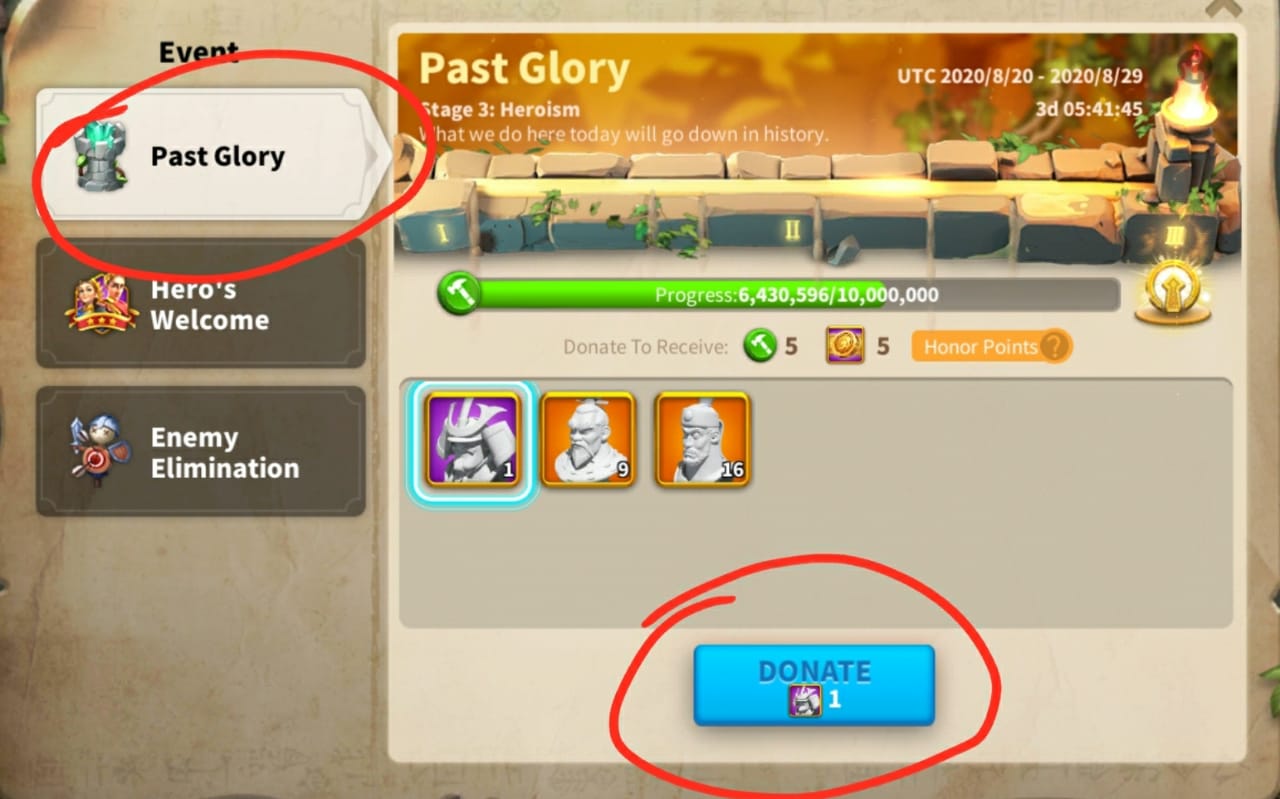 Event
Past Glory
Hero's
Welcome
Enemy
Elimination
Past Glory
UTC 2020/8/20 - 2020/8/29
Stage 3: Heroism
3d 05:41:45
What we do here today will go down in history.
I
II
III
Progress:6,430,596/10,000,000
Donate To Receive: 5 5 Honor Points ?
1 9 16
DONATE
1